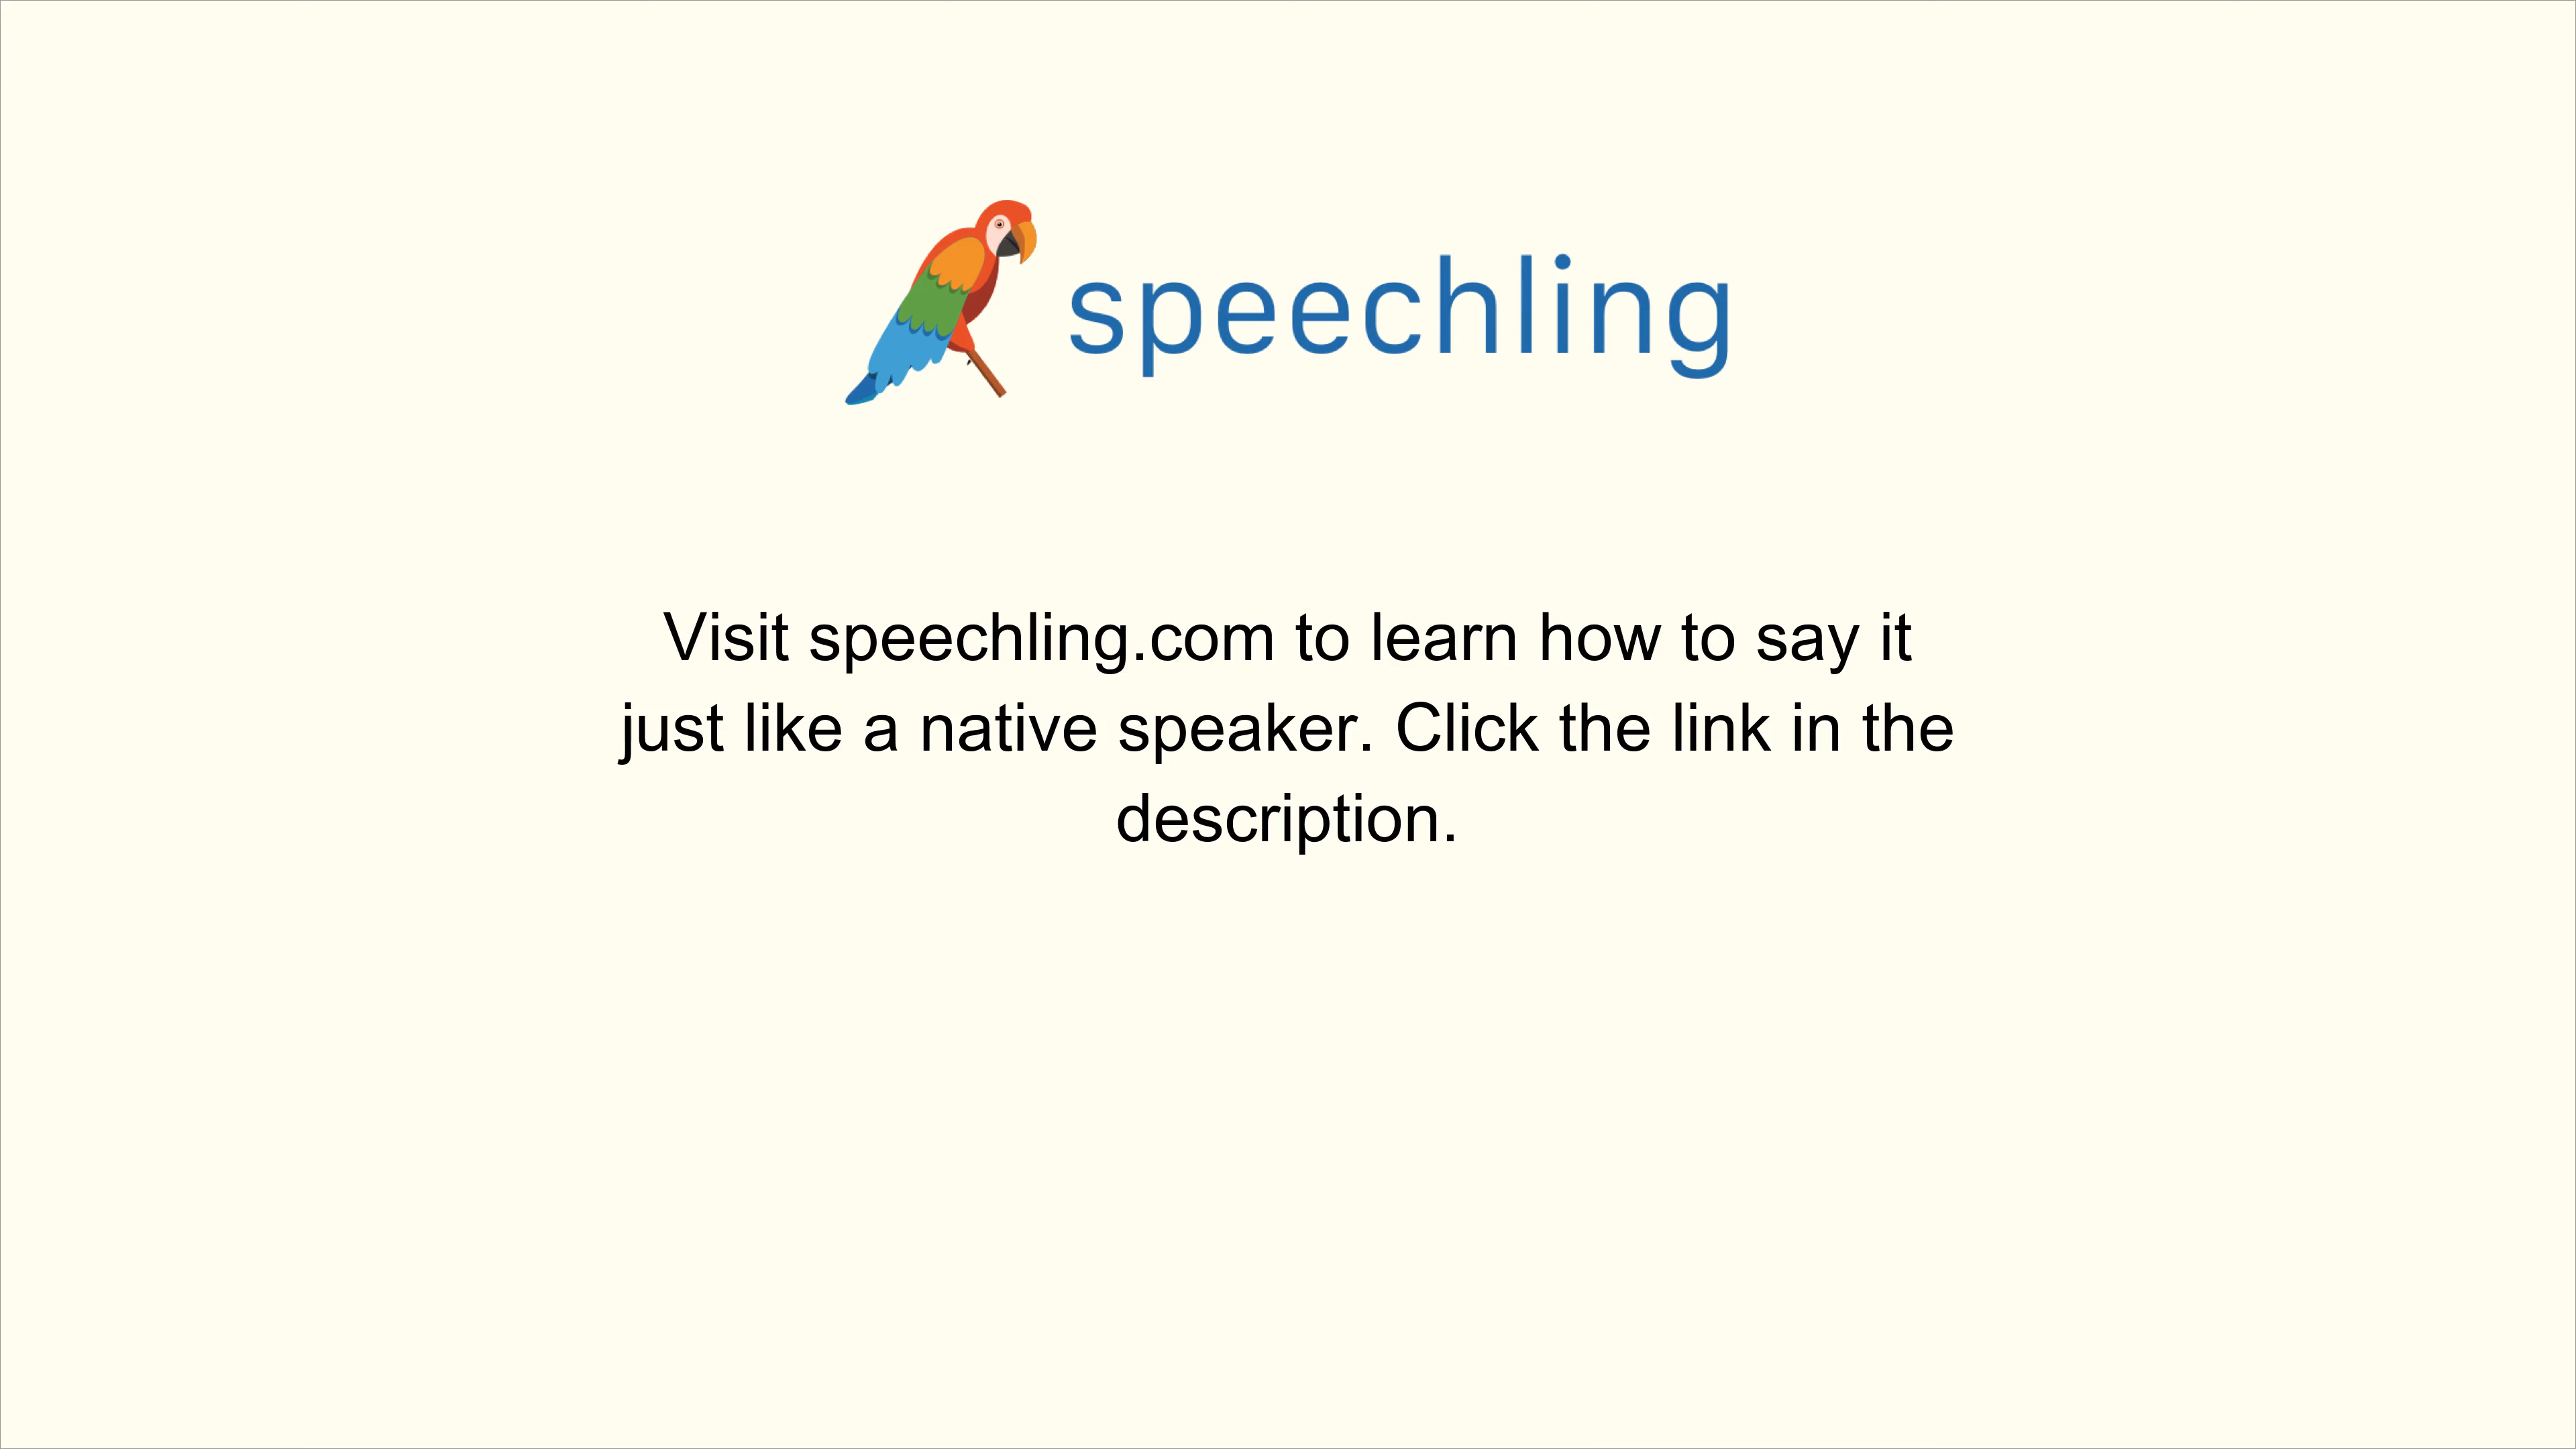 speechling
Visit speechling.com to learn how to say it
just like a native speaker. Click the link in the
description.